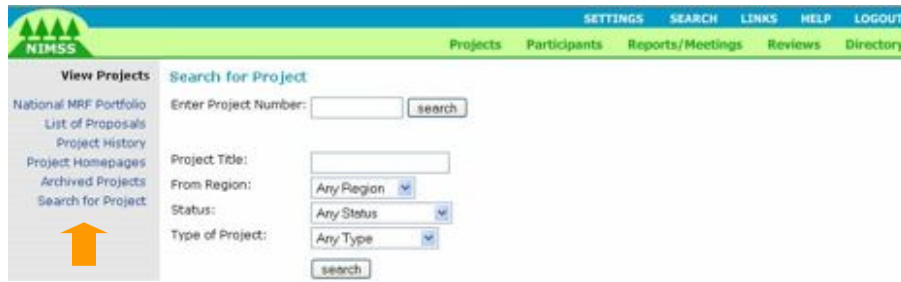 SETTINGS SEARCH LINKS HELP LOGOUT
NIMSS
Projects Participants Reports/Meetings Reviews Directory
View Projects
National MRF Portfolio
List of Proposals
Project History
Project Homepages
Archived Projects
Search for Project
Search for Project
Enter Project Number: search
Project Title:
From Region: Any Region
Status: Any Status
Type of Project: Any Type
search